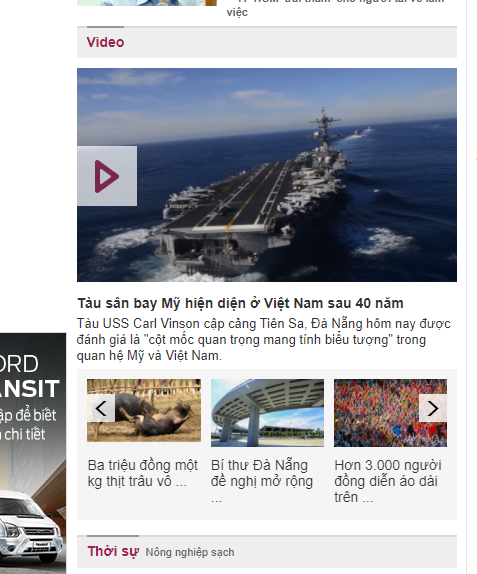 việc
Video
Tàu sân bay Mỹ hiện diện ở Việt Nam sau 40 năm
Tàu USS Carl Vinson cập cảng Tiên Sa, Đà Nẵng hôm nay được
đánh giá là "cột mốc quan trọng mang tính biểu tượng" trong
quan hệ Mỹ và Việt Nam.
ORD
ANSIT
ập để biết
chi tiết
Ba triệu đồng một
kg thịt trâu vô ...
Bí thư Đà Nẵng
đề nghị mở rộng
...
Hơn 3.000 người
đồng diễn áo dài
trên ...
Thời sự Nông nghiệp sạch